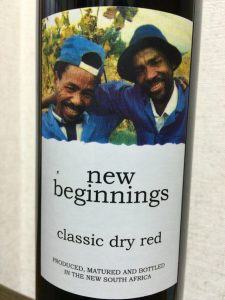 new
beginnings
classic dry red
PRODUCED, MATURED AND BOTTLED
IN THE NEW SOUTH AFRICA